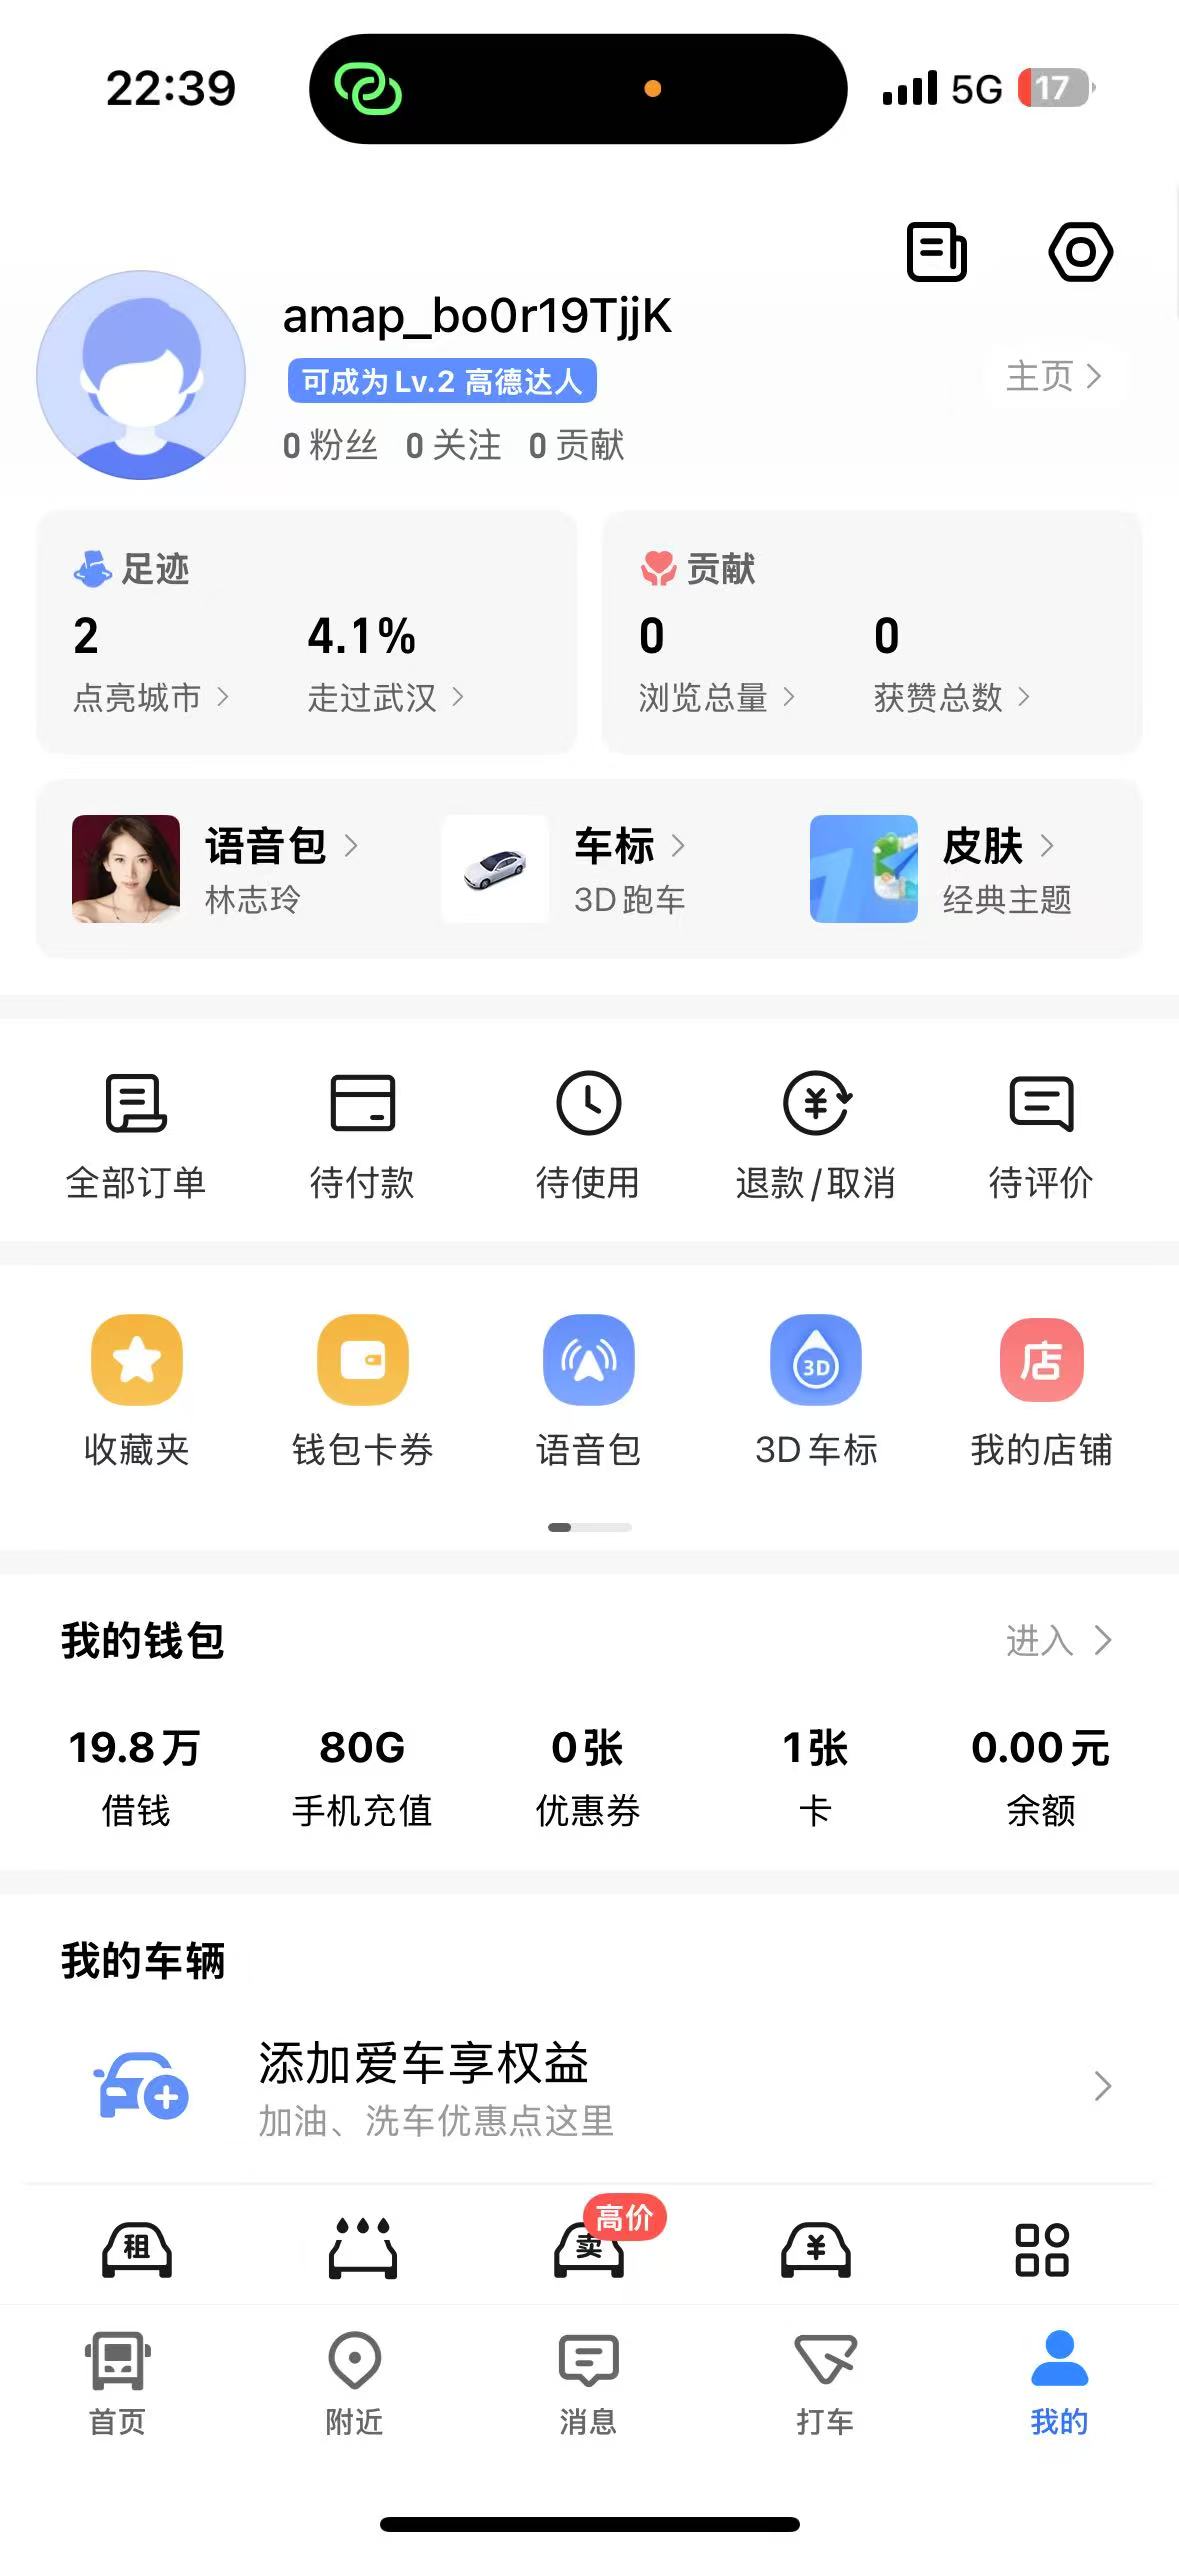 22:39
5G
17
amap_bo0r19TjjK
可成为Lv.2 高德达人
主页
0 粉丝 0 关注 0 贡献
足迹
2 4.1%
点亮城市 走过武汉
贡献
0 0
浏览总量 获赞总数
语音包
林志玲
车标
3D跑车
皮肤
经典主题
全部订单 待付款 待使用 退款/取消 待评价
3D 店
收藏夹 钱包卡券 语音包 3D车标 我的店铺
我的钱包 进入
19.8万 80G 0张 1张 0.00元
借钱 手机充值 优惠券 卡 余额
我的车辆
添加爱车享权益
加油、洗车优惠点这里
高价
租 卖 ¥
首页 附近 消息 打车 我的